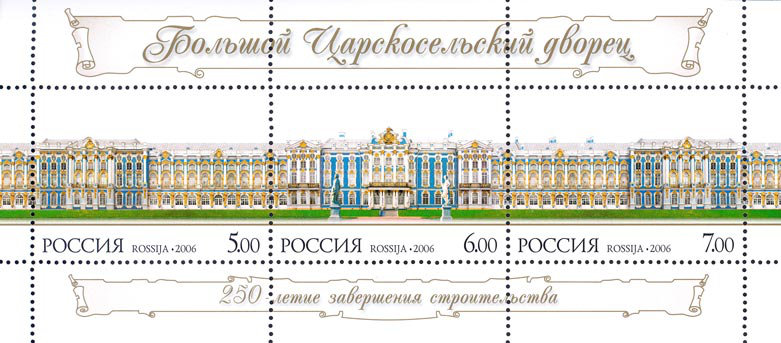 Большой Царскосельский дворец
РОССИЯ ROSSIJA • 2006 5.00
РОССИЯ ROSSIJA • 2006 6.00
РОССИЯ ROSSIJA • 2006 7.00
250-летие завершения строительства